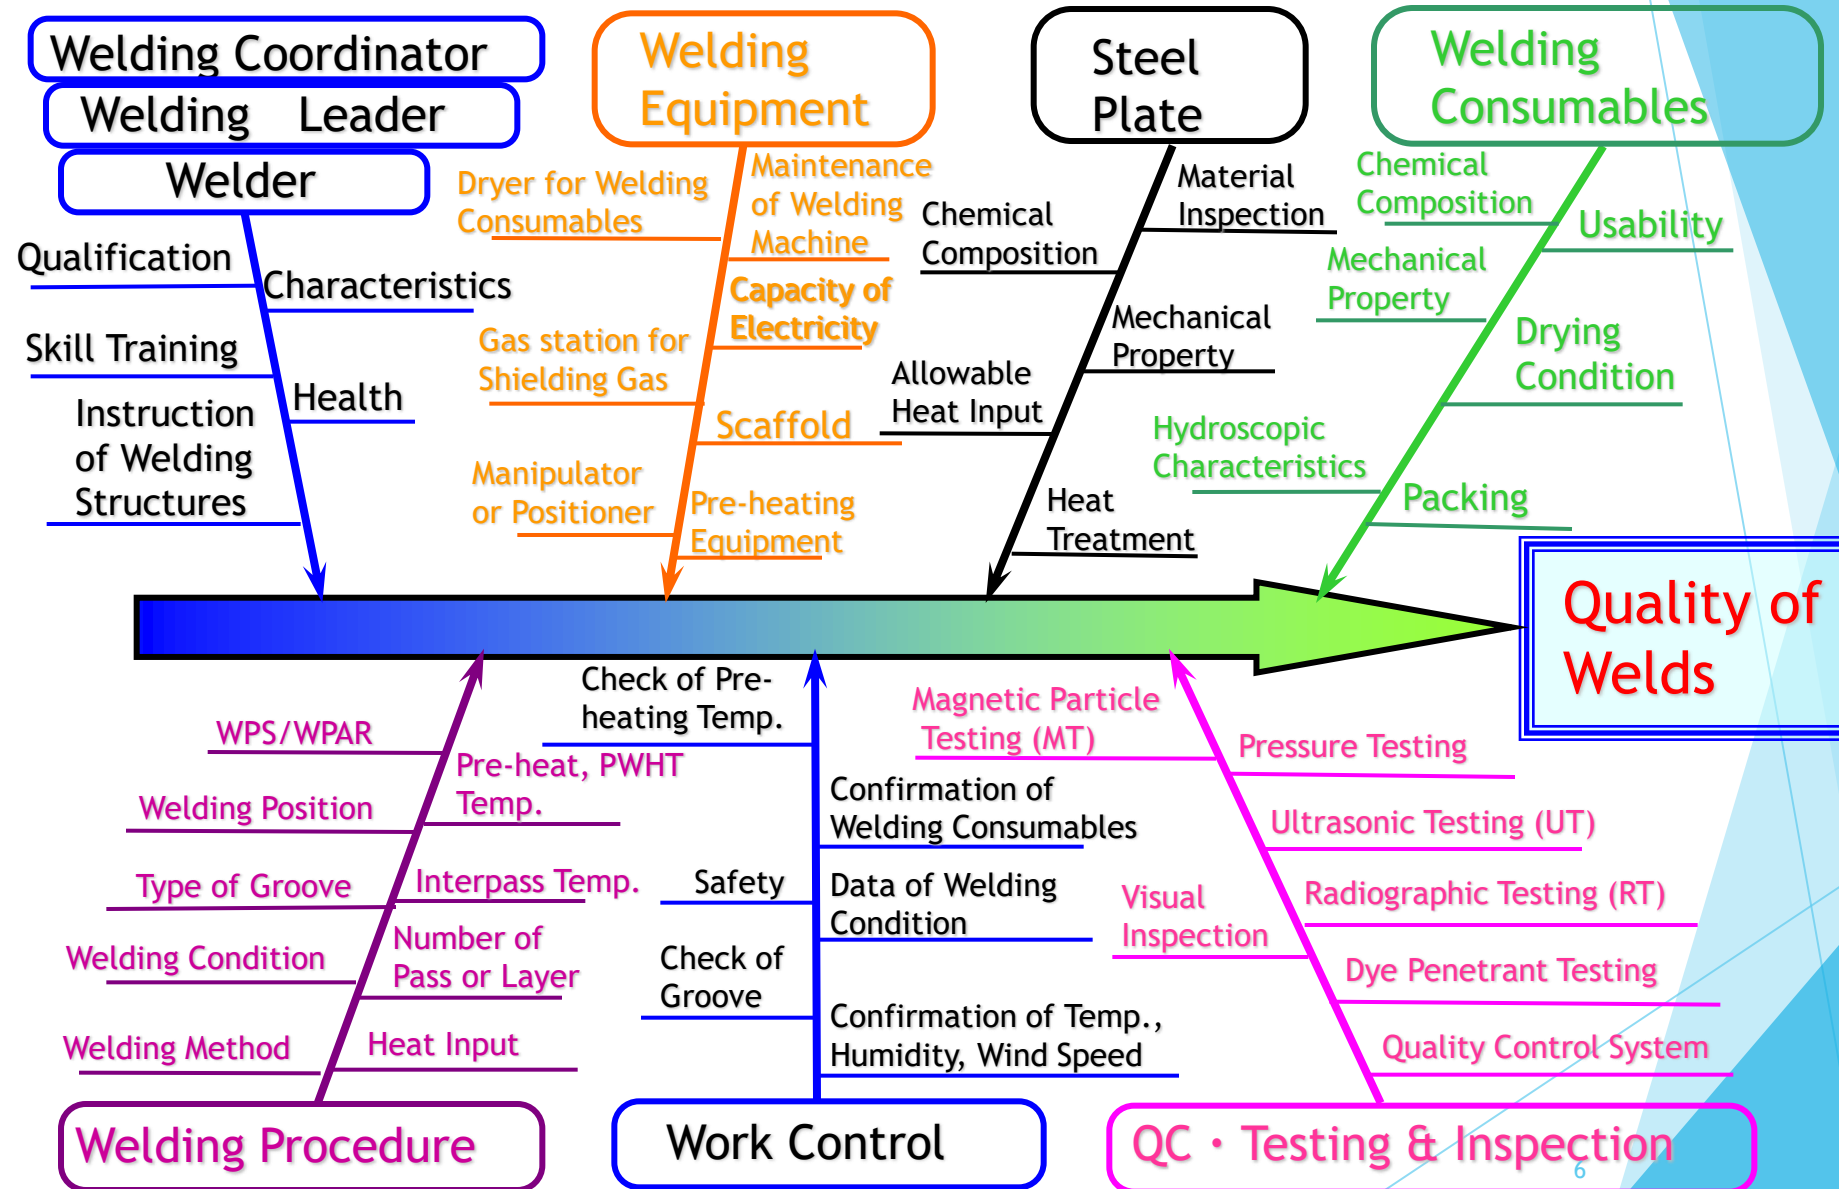 Welding Coordinator
Welding Leader
Welder
Qualification
Characteristics
Skill Training
Health
Instruction
of Welding
Structures
Welding
Equipment
Dryer for Welding
Consumables
Maintenance
of Welding
Machine
Capacity of
Electricity
Gas station for
Shielding Gas
Scaffold
Manipulator
or Positioner
Pre-heating
Equipment
Steel
Plate
Material
Inspection
Chemical
Composition
Mechanical
Property
Allowable
Heat Input
Heat
Treatment
Welding
Consumables
Chemical
Composition
Usability
Mechanical
Property
Drying
Condition
Hydroscopic
Characteristics
Packing
Quality of
Welds
WPS/WPAR
Pre-heat, PWHT
Temp.
Welding Position
Type of Groove
Interpass Temp.
Number of
Pass or Layer
Welding Condition
Welding Method
Heat Input
Welding Procedure
Check of Pre-
heating Temp.
Confirmation of
Welding Consumables
Safety
Data of Welding
Condition
Check of
Groove
Confirmation of Temp.,
Humidity, Wind Speed
Work Control
Magnetic Particle
Testing (MT)
Pressure Testing
Ultrasonic Testing (UT)
Visual
Inspection
Radiographic Testing (RT)
Dye Penetrant Testing
Quality Control System
QC・Testing & Inspection
6